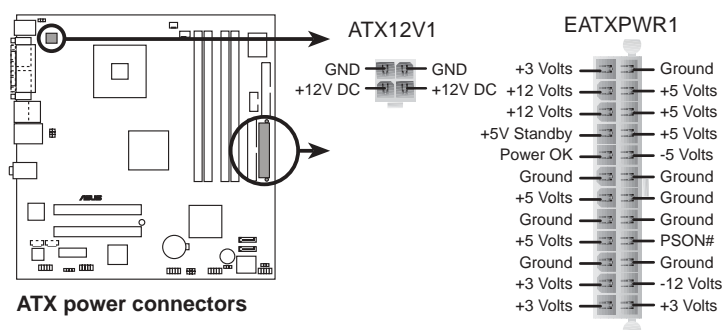 ATX12V1
EATXPWR1
GND GND
+12V DC +12V DC
+3 Volts Ground
+12 Volts +5 Volts
+12 Volts +5 Volts
+5V Standby +5 Volts
Power OK -5 Volts
Ground Ground
+5 Volts Ground
Ground Ground
+5 Volts PSON#
Ground Ground
+3 Volts -12 Volts
+3 Volts +3 Volts
ASUS
ATX power connectors